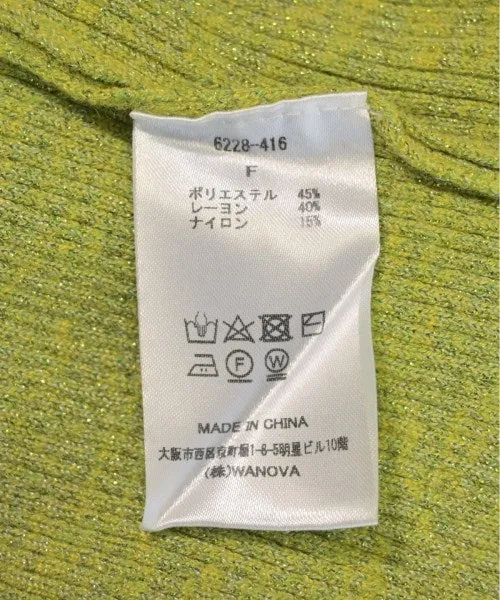 6228-416
F
ポリエステル 45%
レーヨン 40%
ナイロン 15%
F
W
MADE IN CHINA
大阪市西区京町堀1-6-5明星ビル10階
(株)WANOVA